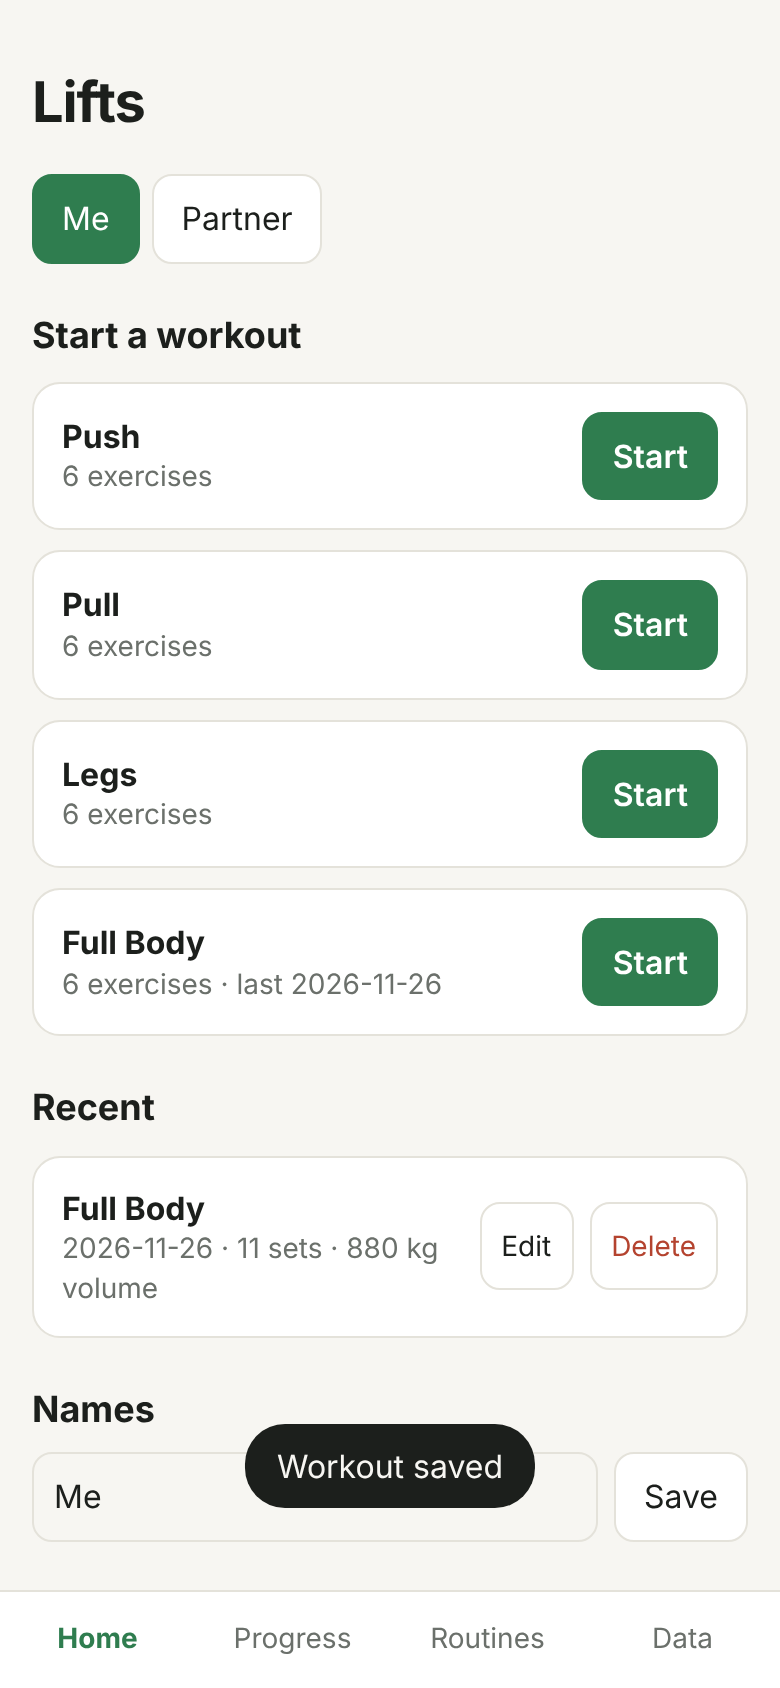 Lifts
Me
Partner
Start a workout
Push
6 exercises
Start
Pull
6 exercises
Start
Legs
6 exercises
Start
Full Body
6 exercises · last 2026-11-26
Start
Recent
Full Body
2026-11-26 · 11 sets · 880 kg
volume
Edit
Delete
Names
Workout saved
Me
Save
Home
Progress
Routines
Data